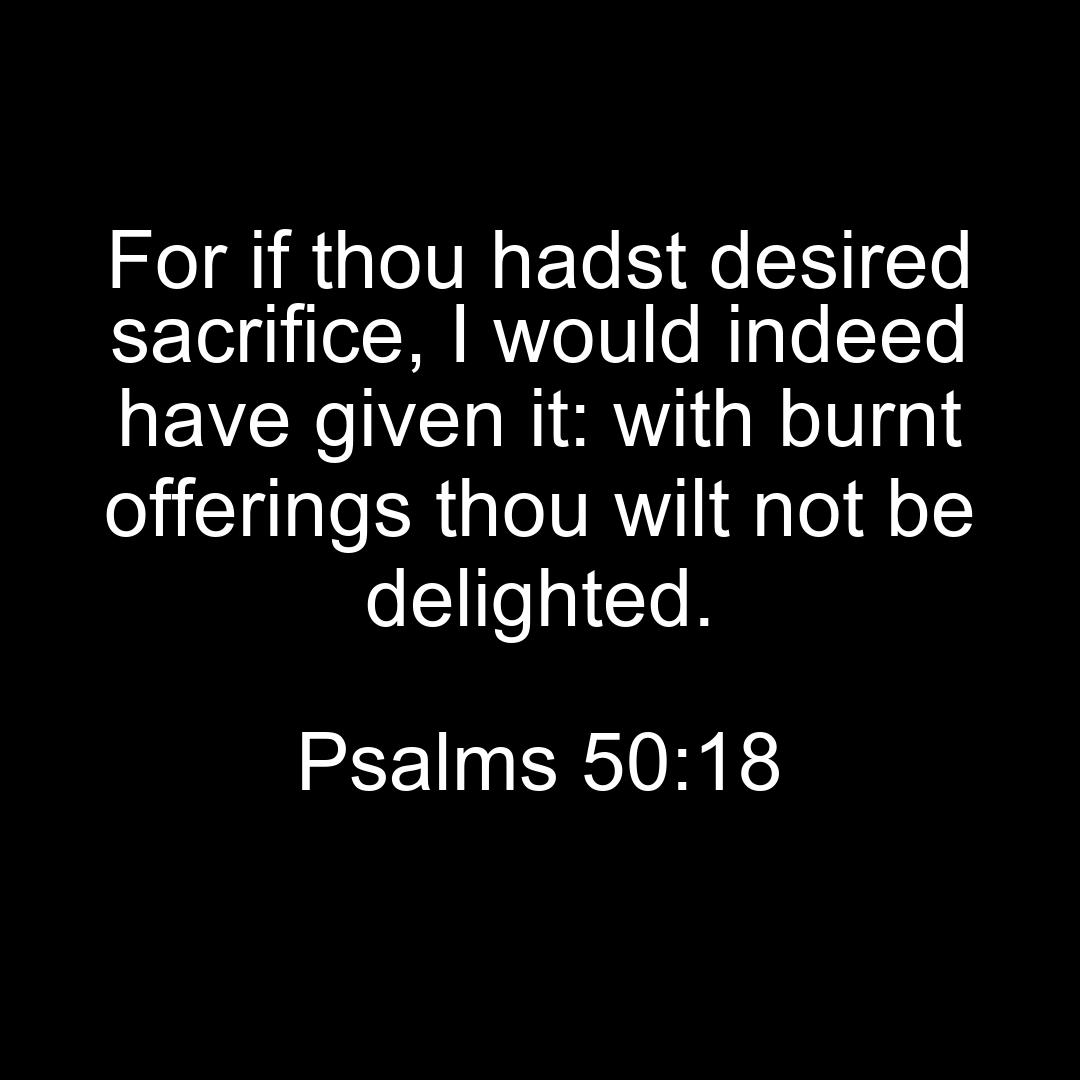 For if thou hadst desired
sacrifice, I would indeed
have given it: with burnt
offerings thou wilt not be
delighted.
Psalms 50:18